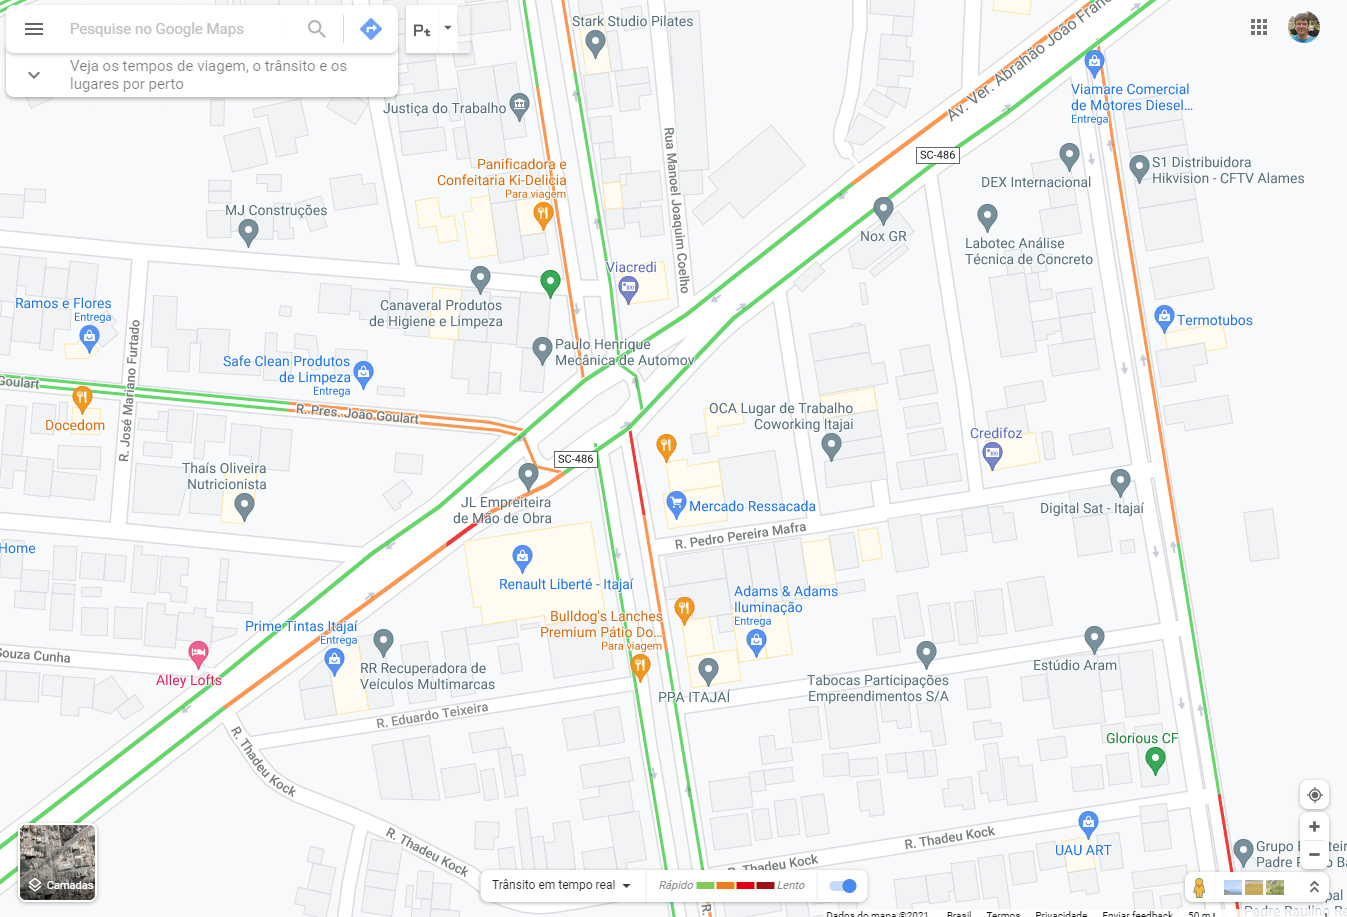 Pesquise no Google Maps
Veja os tempos de viagem, o trânsito e os
lugares por perto
Stark Studio Pilates
Av. Ver. Abrahão João Franc
Justiça do Trabalho
Viamare Comercial
de Motores Diesel...
Entrega
Rua Manoel Joaquim Coelho
SC-486
Panificadora e
Confeitaria Ki-Delícia
Para viagem
S1 Distribuidora
Hikvision - CFTV Alames
DEX Internacional
MJ Construções
Nox GR
Labotec Análise
Técnica de Concreto
Viacredi
Ramos e Flores
Entrega
Canaveral Produtos
de Higiene e Limpeza
Termotubos
R. José Mariano Furtado
Paulo Henrique
Mecânica de Automov
Safe Clean Produtos
de Limpeza
Entrega
Goulart
R. Pres. João Goulart
Docedom
OCA Lugar de Trabalho
Coworking Itajai
Credifoz
SC-486
Thaís Oliveira
Nutricionista
JL Empreiteira
de Mão de Obra
Mercado Ressacada
Digital Sat - Itajaí
R. Pedro Pereira Mafra
Home
Renault Liberté - Itajaí
Adams & Adams
Iluminação
Entrega
Bulldog's Lanches
Premium Pátio Do...
Para viagem
Prime Tintas Itajaí
Entrega
Souza Cunha
RR Recuperadora de
Veículos Multimarcas
Estúdio Aram
Alley Lofts
PPA ITAJAÍ
Tabocas Participações
Empreendimentos S/A
R. Eduardo Teixeira
R. Thadeu Kock
Glorious CF
R. Thadeu Kock
R. Thadeu Kock
UAU ART
R. Thadeu Kock
Camadas
Trânsito em tempo real
Rápido
Lento
Dados do mapa ©2021
Brasil
Termos
Privacidade
Enviar feedback
50 m